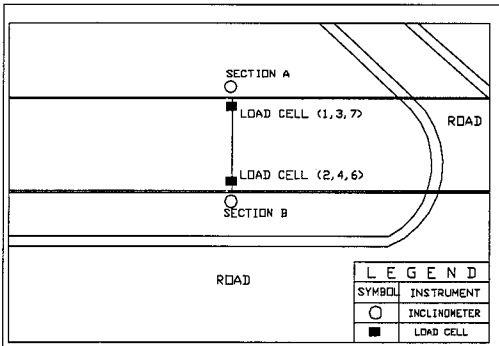 SECTION A
LOAD CELL (1,3,7)
ROAD
LOAD CELL (2,4,6)
SECTION B
ROAD
LEGEND
SYMBOL INSTRUMENT
INCLINOMETER
LOAD CELL